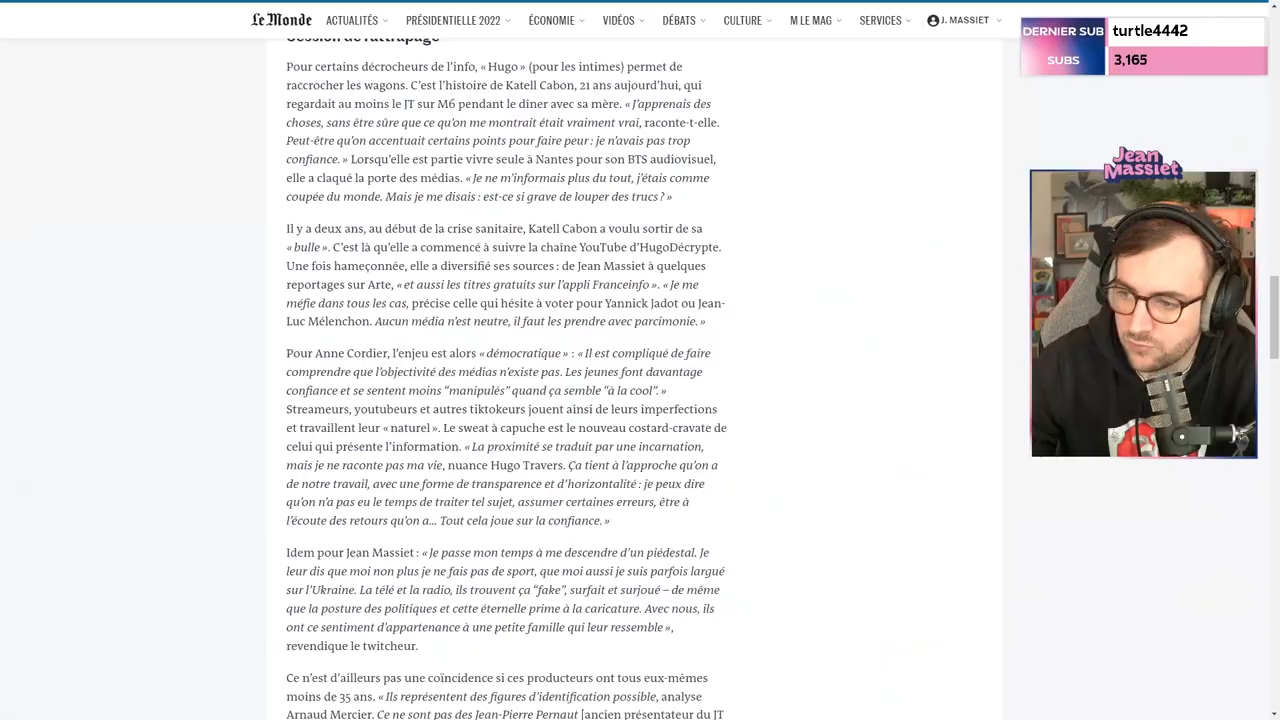 Le Monde ACTUALITÉS PRÉSIDENTIELLE 2022 ÉCONOMIE VIDÉOS DÉBATS CULTURE M LE MAG SERVICES J. MASSIET
DERNIER SUB turtle4442
SUBS 3,165
Session de rattrapage
Pour certains décrocheurs de l’info, « Hugo » (pour les intimes) permet de
raccrocher les wagons. C’est l’histoire de Katell Cabon, 21 ans aujourd’hui, qui
regardait au moins le JT sur M6 pendant le dîner avec sa mère. « J’apprenais des
choses, sans être sûre que ce qu’on me montrait était vraiment vrai, raconte-t-elle.
Peut-être qu’on accentuait certains points pour faire peur : je n’avais pas trop
confiance. » Lorsqu’elle est partie vivre seule à Nantes pour son BTS audiovisuel,
elle a claqué la porte des médias. « Je ne m’informais plus du tout, j’étais comme
coupée du monde. Mais je me disais : est-ce si grave de louper des trucs ? »
Il y a deux ans, au début de la crise sanitaire, Katell Cabon a voulu sortir de sa
« bulle ». C’est là qu’elle a commencé à suivre la chaîne YouTube d’HugoDécrypte.
Une fois hameçonnée, elle a diversifié ses sources : de Jean Massiet à quelques
reportages sur Arte, « et aussi les titres gratuits sur l’appli Franceinfo ». « Je me
méfie dans tous les cas, précise celle qui hésite à voter pour Yannick Jadot ou Jean-
Luc Mélenchon. Aucun média n’est neutre, il faut les prendre avec parcimonie. »
Pour Anne Cordier, l’enjeu est alors « démocratique » : « Il est compliqué de faire
comprendre que l’objectivité des médias n’existe pas. Les jeunes font davantage
confiance et se sentent moins “manipulés” quand ça semble “à la cool”. »
Streameurs, youtubeurs et autres tiktokeurs jouent ainsi de leurs imperfections
et travaillent leur « naturel ». Le sweat à capuche est le nouveau costard-cravate de
celui qui présente l’information. « La proximité se traduit par une incarnation,
mais je ne raconte pas ma vie, nuance Hugo Travers. Ça tient à l’approche qu’on a
de notre travail, avec une forme de transparence et d’horizontalité : je peux dire
qu’on n’a pas eu le temps de traiter tel sujet, assumer certaines erreurs, être à
l’écoute des retours qu’on a… Tout cela joue sur la confiance. »
Idem pour Jean Massiet : « Je passe mon temps à me descendre d’un piédestal. Je
leur dis que moi non plus je ne fais pas de sport, que moi aussi je suis parfois largué
sur l’Ukraine. La télé et la radio, ils trouvent ça “fake”, surfait et surjoué – de même
que la posture des politiques et cette éternelle prime à la caricature. Avec nous, ils
ont ce sentiment d’appartenance à une petite famille qui leur ressemble »,
revendique le twitcheur.
Ce n’est d’ailleurs pas une coïncidence si ces producteurs ont tous eux-mêmes
moins de 35 ans. « Ils représentent des figures d’identification possible, analyse
Arnaud Mercier. Ce ne sont pas des Jean-Pierre Pernaut [ancien présentateur du JT
Jean
Massiet